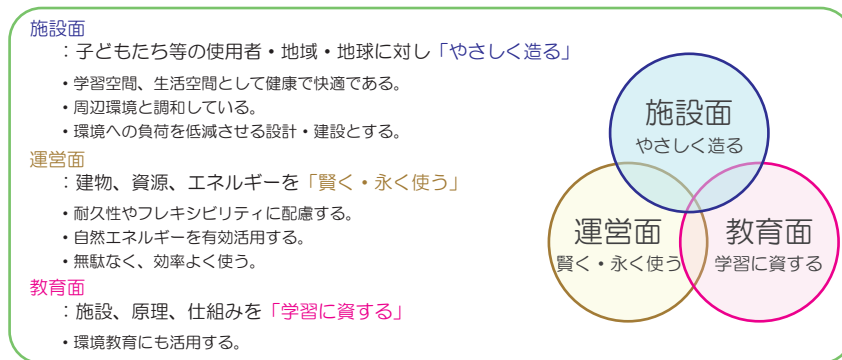 施設面
：子どもたち等の使用者・地域・地球に対し「やさしく造る」
・学習空間、生活空間として健康で快適である。
・周辺環境と調和している。
・環境への負荷を低減させる設計・建設とする。
運営面
：建物、資源、エネルギーを「賢く・永く使う」
・耐久性やフレキシビリティに配慮する。
・自然エネルギーを有効活用する。
・無駄なく、効率よく使う。
教育面
：施設、原理、仕組みを「学習に資する」
・環境教育にも活用する。
施設面
やさしく造る
運営面
賢く・永く使う
教育面
学習に資する